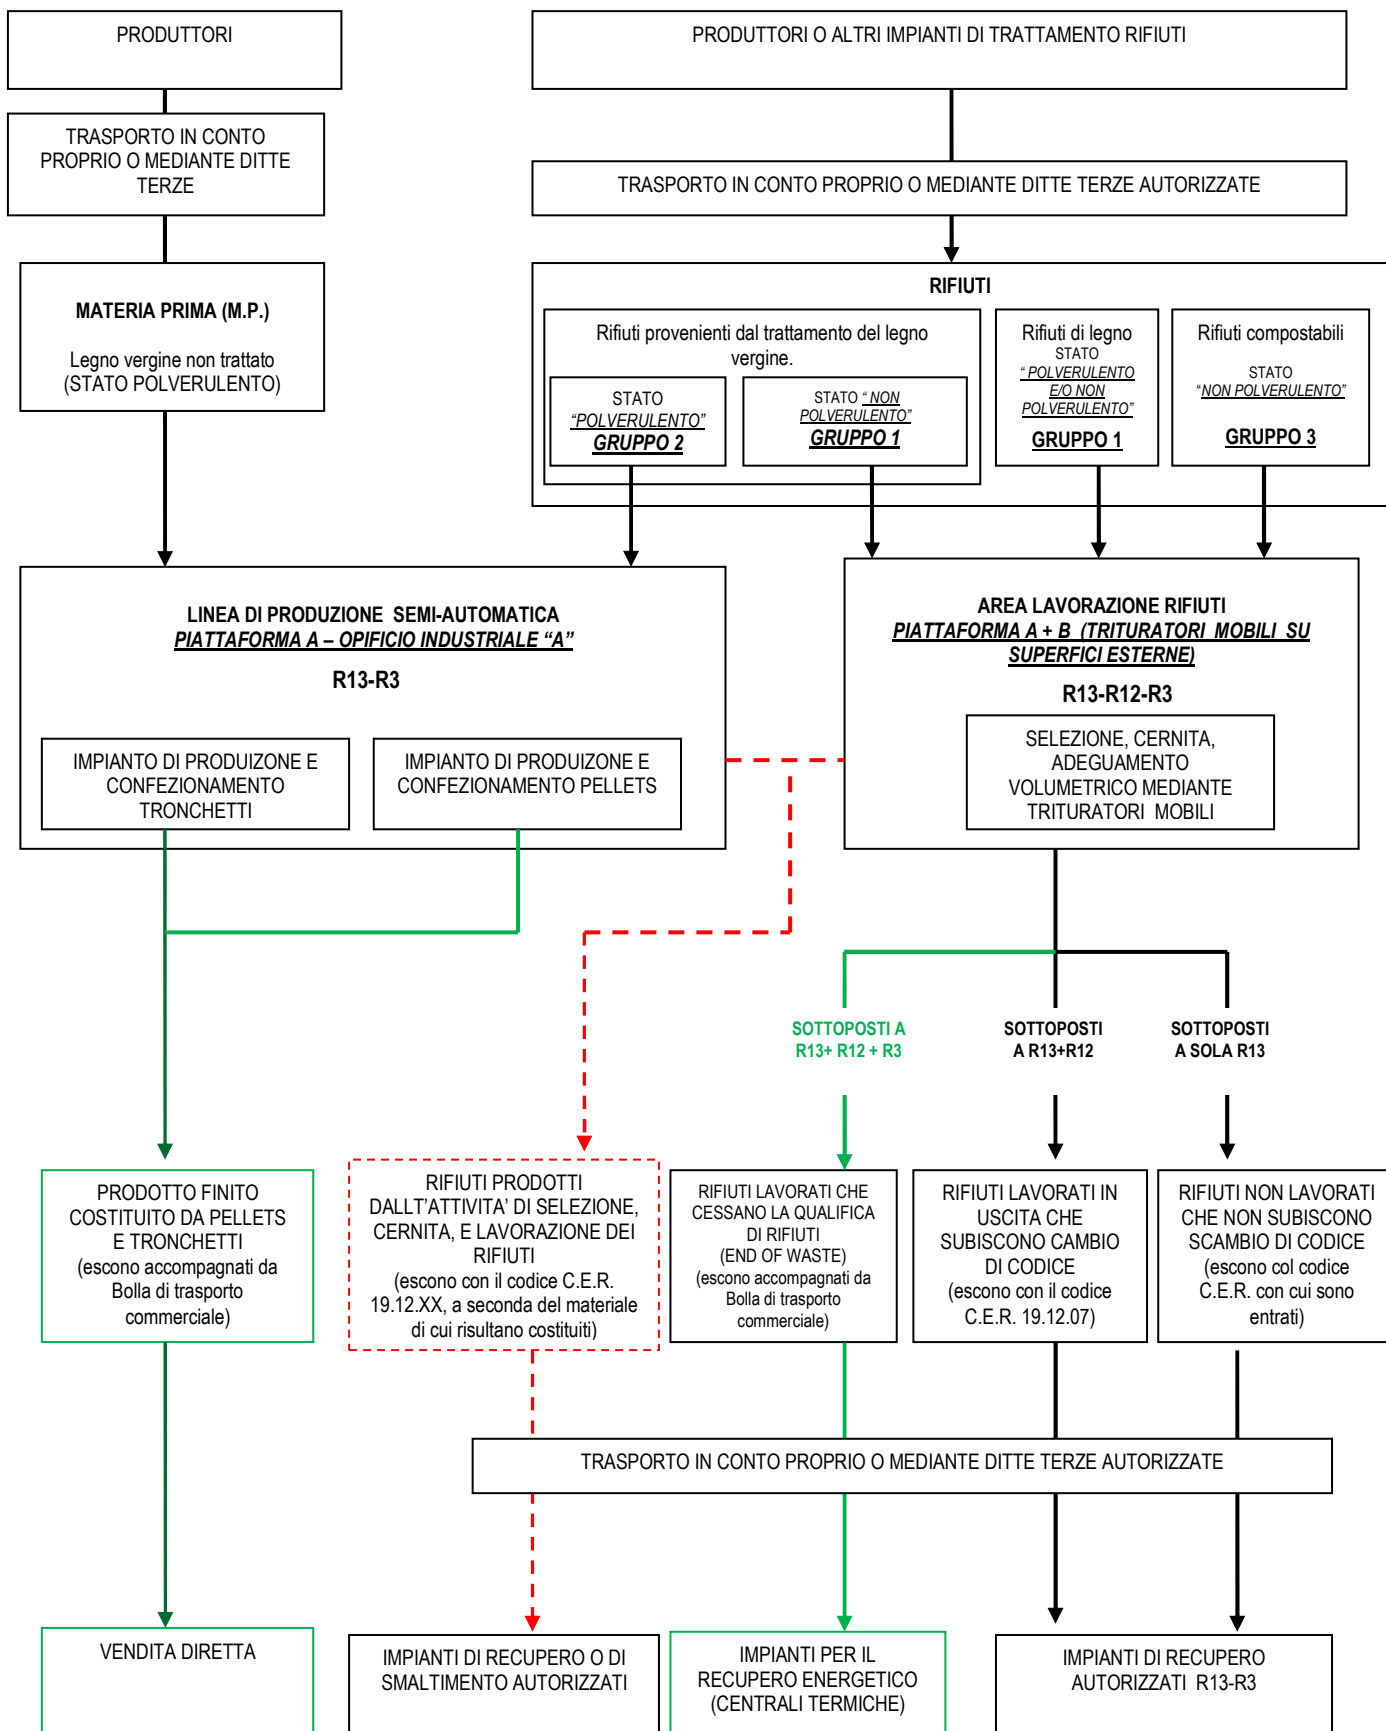 PRODUTTORI
PRODUTTORI O ALTRI IMPIANTI DI TRATTAMENTO RIFIUTI
TRASPORTO IN CONTO
PROPRIO O MEDIANTE DITTE
TERZE
TRASPORTO IN CONTO PROPRIO O MEDIANTE DITTE TERZE AUTORIZZATE
MATERIA PRIMA (M.P.)
Legno vergine non trattato
(STATO POLVERULENTO)
RIFIUTI
Rifiuti provenienti dal trattamento del legno
vergine.
STATO
“POLVERULENTO”
GRUPPO 2
STATO “ NON
POLVERULENTO”
GRUPPO 1
Rifiuti di legno
STATO
“ POLVERULENTO
E/O NON
POLVERULENTO”
GRUPPO 1
Rifiuti compostabili
STATO
“NON POLVERULENTO”
GRUPPO 3
LINEA DI PRODUZIONE SEMI-AUTOMATICA
PIATTAFORMA A – OPIFICIO INDUSTRIALE “A”
R13-R3
IMPIANTO DI PRODUIZONE E
CONFEZIONAMENTO
TRONCHETTI
IMPIANTO DI PRODUIZONE E
CONFEZIONAMENTO PELLETS
AREA LAVORAZIONE RIFIUTI
PIATTAFORMA A + B (TRITURATORI MOBILI SU
SUPERFICI ESTERNE)
R13-R12-R3
SELEZIONE, CERNITA,
ADEGUAMENTO
VOLUMETRICO MEDIANTE
TRITURATORI MOBILI
SOTTOPOSTI A
R13+ R12 + R3
SOTTOPOSTI
A R13+R12
SOTTOPOSTI
A SOLA R13
PRODOTTO FINITO
COSTITUITO DA PELLETS
E TRONCHETTI
(escono accompagnati da
Bolla di trasporto
commerciale)
RIFIUTI PRODOTTI
DALL’ATTIVITA’ DI SELEZIONE,
CERNITA, E LAVORAZIONE DEI
RIFIUTI
(escono con il codice C.E.R.
19.12.XX, a seconda del materiale
di cui risultano costituiti)
RIFIUTI LAVORATI CHE
CESSANO LA QUALIFICA
DI RIFIUTI
(END OF WASTE)
(escono accompagnati da
Bolla di trasporto
commerciale)
RIFIUTI LAVORATI IN
USCITA CHE
SUBISCONO CAMBIO
DI CODICE
(escono con il codice
C.E.R. 19.12.07)
RIFIUTI NON LAVORATI
CHE NON SUBISCONO
SCAMBIO DI CODICE
(escono col codice
C.E.R. con cui sono
entrati)
TRASPORTO IN CONTO PROPRIO O MEDIANTE DITTE TERZE AUTORIZZATE
VENDITA DIRETTA
IMPIANTI DI RECUPERO O DI
SMALTIMENTO AUTORIZZATI
IMPIANTI PER IL
RECUPERO ENERGETICO
(CENTRALI TERMICHE)
IMPIANTI DI RECUPERO
AUTORIZZATI R13-R3